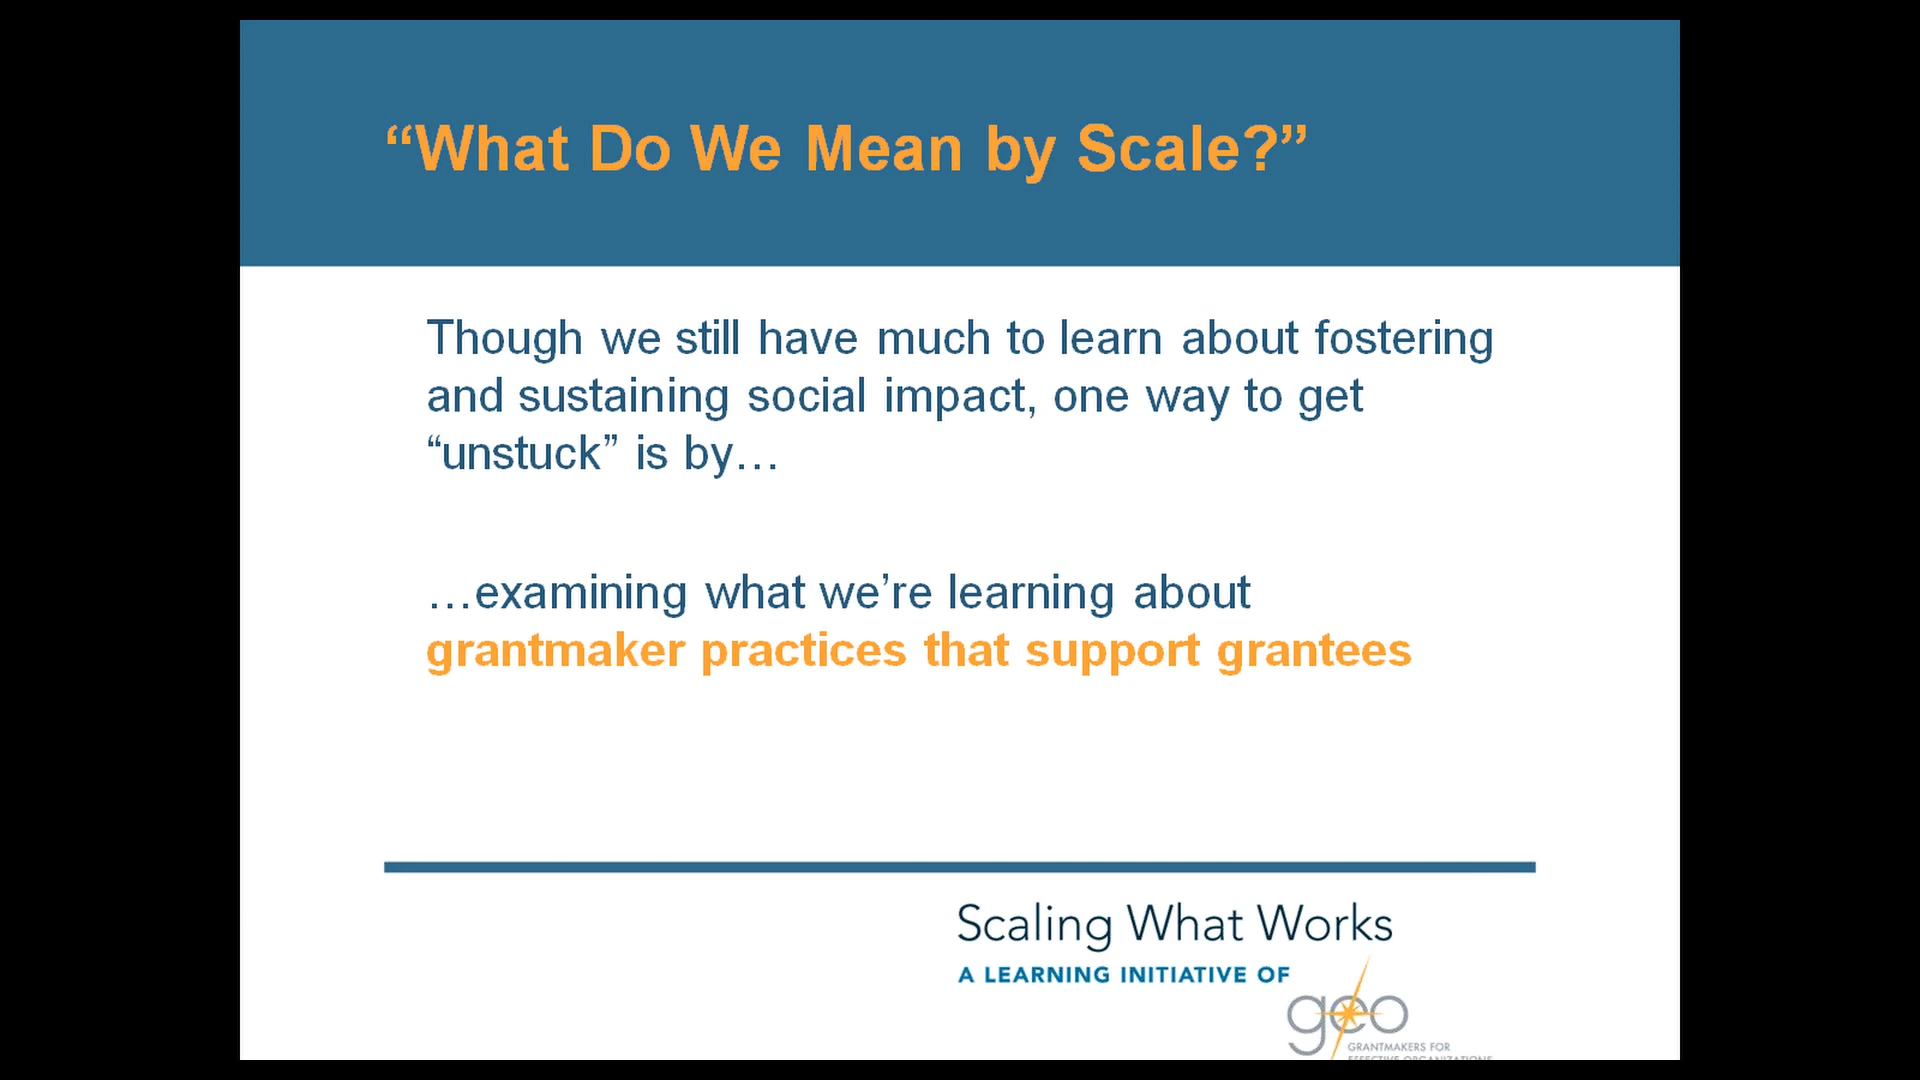 “What Do We Mean by Scale?”
Though we still have much to learn about fostering
and sustaining social impact, one way to get
“unstuck” is by…
…examining what we’re learning about
grantmaker practices that support grantees
Scaling What Works
A LEARNING INITIATIVE OF
geo
GRANTMAKERS FOR
EFFECTIVE ORGANIZATIONS